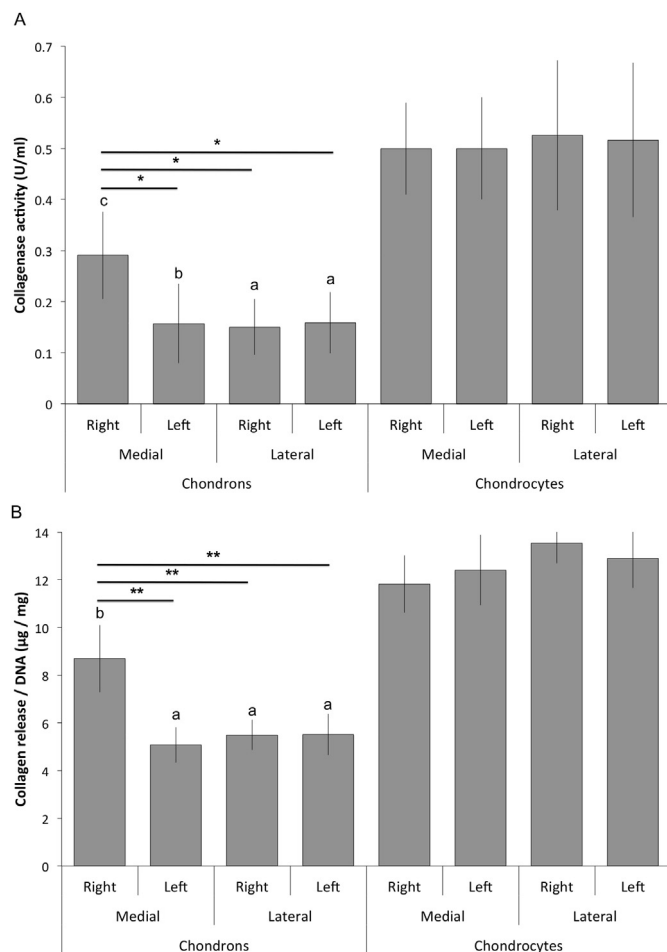 A
Collagenase activity (U/ml)
0.7
0.6
0.5
0.4
0.3
0.2
0.1
0
*
*
*
c
b
a
a
Right Left Right Left Right Left Right Left
Medial Lateral Medial Lateral
Chondrons Chondrocytes
B
Collagen release / DNA (µg / mg)
14
12
10
8
6
4
2
0
**
**
**
b
a
a
a
Right Left Right Left Right Left Right Left
Medial Lateral Medial Lateral
Chondrons Chondrocytes